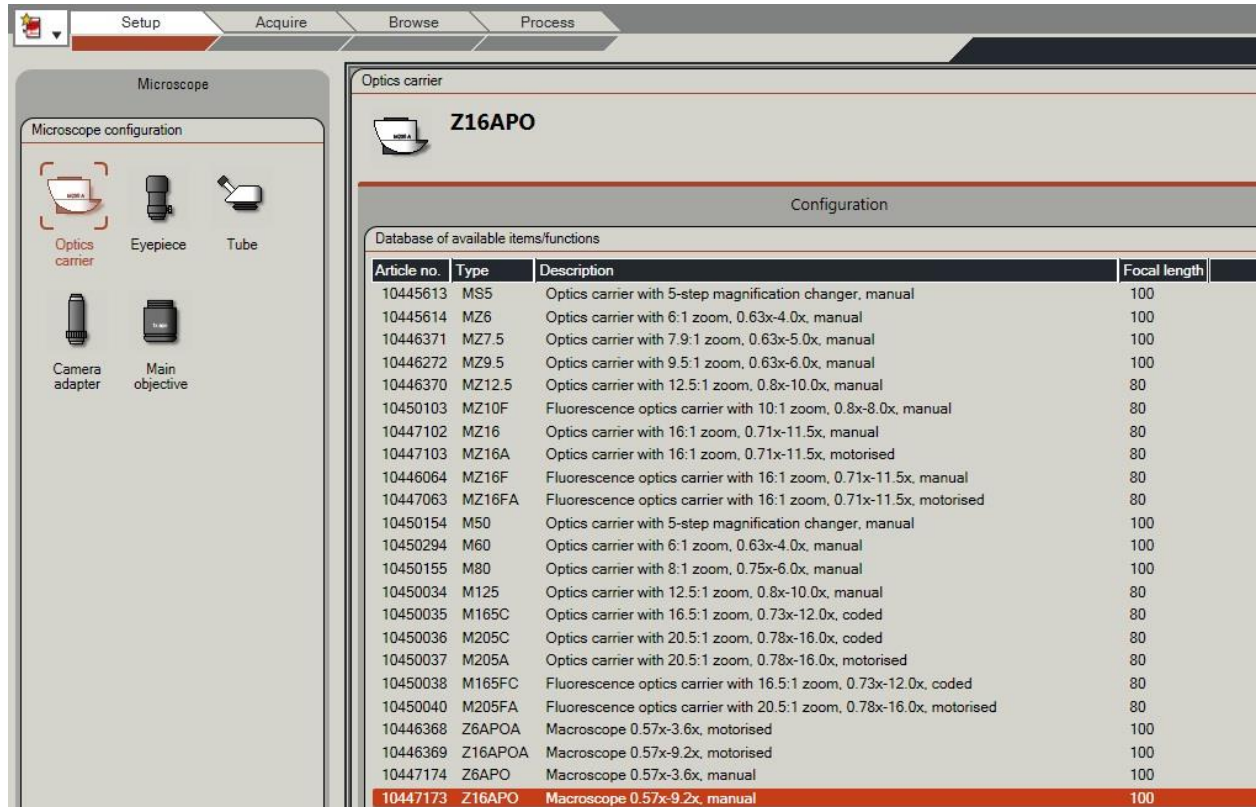 Setup Acquire Browse Process
Microscope
Microscope configuration
Optics carrier
Eyepiece
Tube
Camera adapter
Main objective
Optics carrier
Z16APO
Configuration
Database of available items/functions
Article no. Type Description Focal length
10445613 MS5 Optics carrier with 5-step magnification changer, manual 100
10445614 MZ6 Optics carrier with 6:1 zoom, 0.63x-4.0x, manual 100
10446371 MZ7.5 Optics carrier with 7.9:1 zoom, 0.63x-5.0x, manual 100
10446272 MZ9.5 Optics carrier with 9.5:1 zoom, 0.63x-6.0x, manual 100
10446370 MZ12.5 Optics carrier with 12.5:1 zoom, 0.8x-10.0x, manual 80
10450103 MZ10F Fluorescence optics carrier with 10:1 zoom, 0.8x-8.0x, manual 80
10447102 MZ16 Optics carrier with 16:1 zoom, 0.71x-11.5x, manual 80
10447103 MZ16A Optics carrier with 16:1 zoom, 0.71x-11.5x, motorised 80
10446064 MZ16F Fluorescence optics carrier with 16:1 zoom, 0.71x-11.5x, manual 80
10447063 MZ16FA Fluorescence optics carrier with 16:1 zoom, 0.71x-11.5x, motorised 80
10450154 M50 Optics carrier with 5-step magnification changer, manual 100
10450294 M60 Optics carrier with 6:1 zoom, 0.63x-4.0x, manual 100
10450155 M80 Optics carrier with 8:1 zoom, 0.75x-6.0x, manual 100
10450034 M125 Optics carrier with 12.5:1 zoom, 0.8x-10.0x, manual 80
10450035 M165C Optics carrier with 16.5:1 zoom, 0.73x-12.0x, coded 80
10450036 M205C Optics carrier with 20.5:1 zoom, 0.78x-16.0x, coded 80
10450037 M205A Optics carrier with 20.5:1 zoom, 0.78x-16.0x, motorised 80
10450038 M165FC Fluorescence optics carrier with 16.5:1 zoom, 0.73x-12.0x, coded 80
10450040 M205FA Fluorescence optics carrier with 20.5:1 zoom, 0.78x-16.0x, motorised 80
10446368 Z6APOA Macroscope 0.57x-3.6x, motorised 100
10446369 Z16APOA Macroscope 0.57x-9.2x, motorised 100
10447174 Z6APO Macroscope 0.57x-3.6x, manual 100
10447173 Z16APO Macroscope 0.57x-9.2x, manual 100